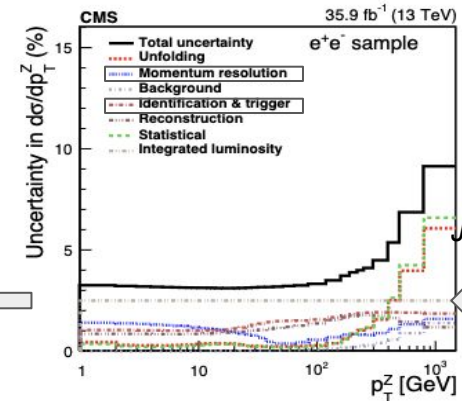 CMS 35.9 fb⁻¹ (13 TeV)
Uncertainty in dσ/dp_T^Z (%)
e⁺e⁻ sample
Total uncertainty
Unfolding
Momentum resolution
Background
Identification & trigger
Reconstruction
Statistical
Integrated luminosity
15
10
5
0
1 10 10² 10³
p_T^Z [GeV]